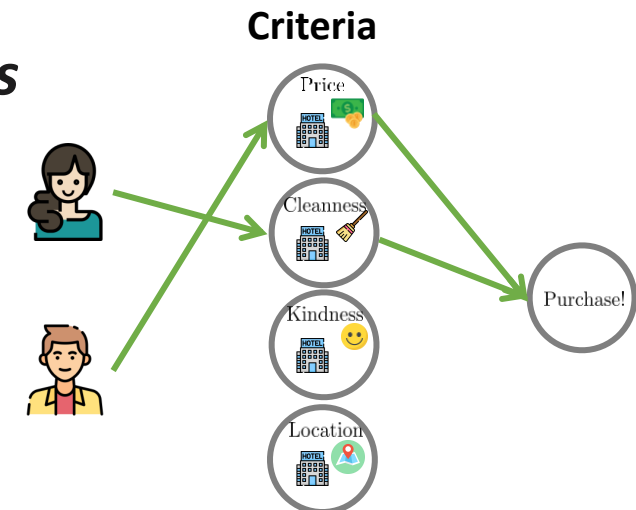 Criteria
s
Price
HOTEL
Cleanness
HOTEL
Kindness
HOTEL
Location
HOTEL
Purchase!